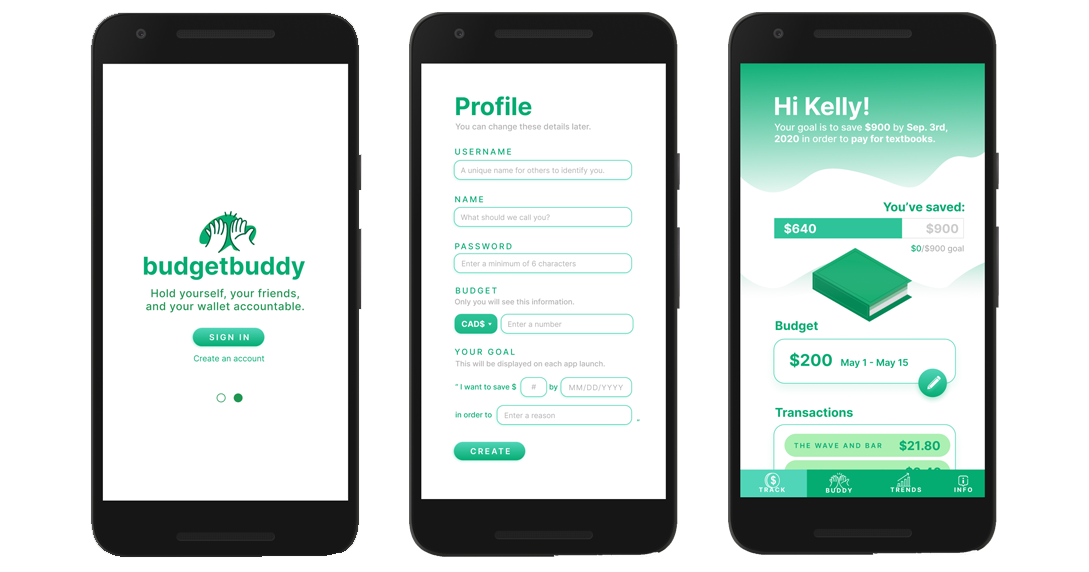 budgetbuddy
Hold yourself, your friends,
and your wallet accountable.
SIGN IN
Create an account
Profile
You can change these details later.
USERNAME
A unique name for others to identify you.
NAME
What should we call you?
PASSWORD
Enter a minimum of 6 characters
BUDGET
Only you will see this information.
CAD$
Enter a number
YOUR GOAL
This will be displayed on each app launch.
" I want to save $ # by MM/DD/YYYY
in order to Enter a reason "
CREATE
Hi Kelly!
Your goal is to save $900 by Sep. 3rd,
2020 in order to pay for textbooks.
You've saved:
$640 $900
$0/$900 goal
Budget
$200 May 1 - May 15
Transactions
THE WAVE AND BAR $21.80
TRACK BUDDY TRENDS INFO